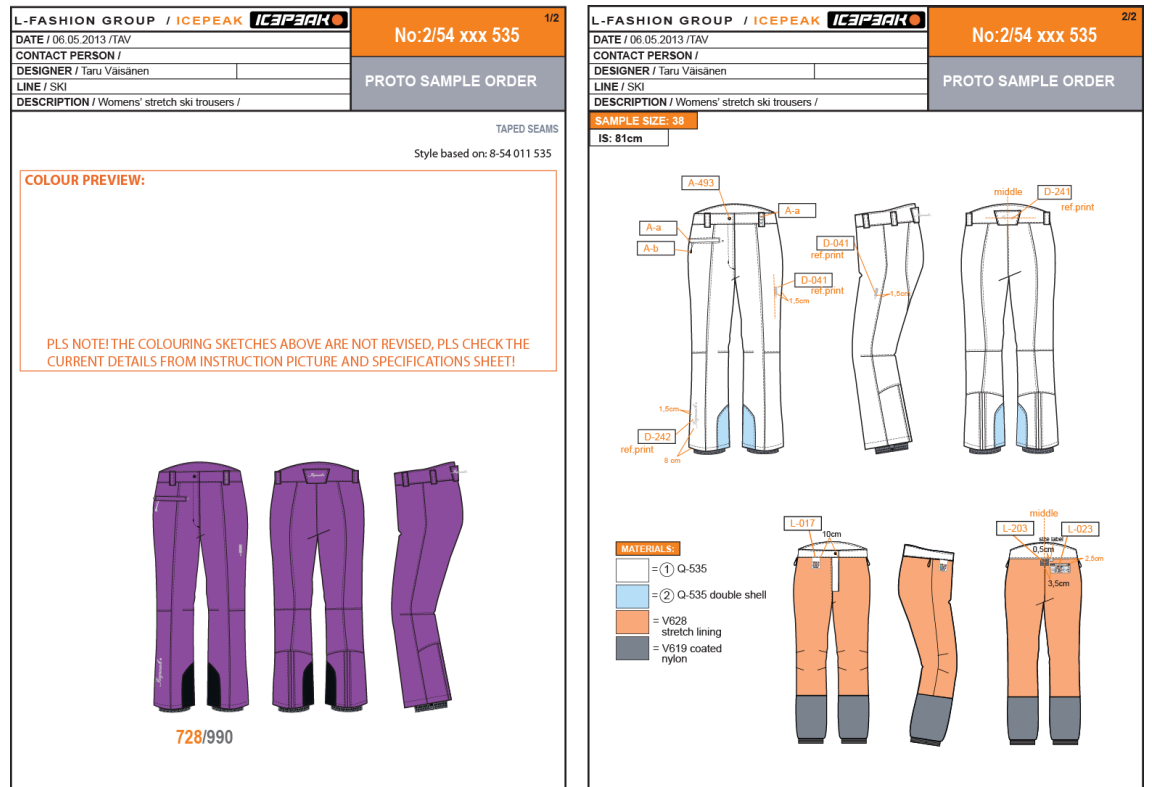 L-FASHION GROUP / ICEPEAK ICEPEAK
1/2
No:2/54 xxx 535
DATE / 06.05.2013 /TAV
CONTACT PERSON /
DESIGNER / Taru Väisänen
PROTO SAMPLE ORDER
LINE / SKI
DESCRIPTION / Womens' stretch ski trousers /
TAPED SEAMS
Style based on: 8-54 011 535
COLOUR PREVIEW:
PLS NOTE! THE COLOURING SKETCHES ABOVE ARE NOT REVISED, PLS CHECK THE
CURRENT DETAILS FROM INSTRUCTION PICTURE AND SPECIFICATIONS SHEET!
728/990
L-FASHION GROUP / ICEPEAK ICEPEAK
2/2
No:2/54 xxx 535
DATE / 06.05.2013 /TAV
CONTACT PERSON /
DESIGNER / Taru Väisänen
PROTO SAMPLE ORDER
LINE / SKI
DESCRIPTION / Womens' stretch ski trousers /
SAMPLE SIZE: 38
IS: 81cm
A-493
A-a
A-a
A-b
D-041
ref.print
1,5cm
D-041
ref.print
1,5cm
middle
D-241
ref.print
1,5cm
D-242
ref.print
8 cm
MATERIALS:
= 1 Q-535
= 2 Q-535 double shell
= V628
stretch lining
= V619 coated
nylon
L-017
10cm
middle
L-203
L-023
size label
0,5cm
2,5cm
3,5cm